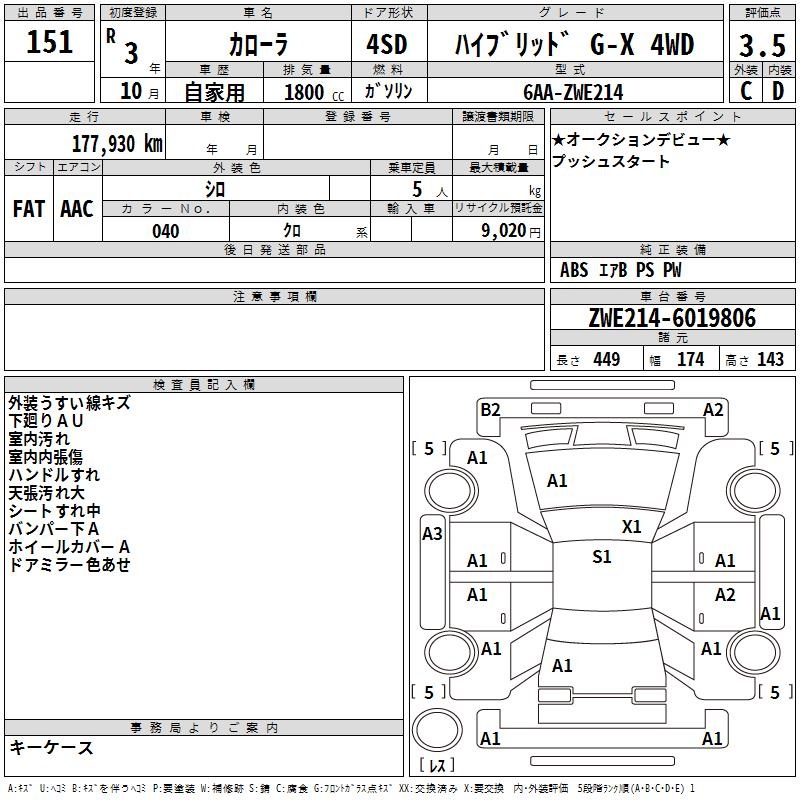 出品番号
151
初度登録
R 3 年
10 月
車名
カローラ
ドア形状
4SD
グレード
ハイブリッド G-X 4WD
評価点
3.5
外装 内装
C D
車歴
自家用
排気量
1800 CC
燃料
ガソリン
型式
6AA-ZWE214
走行
177,930 km
車検
年 月
登録番号
譲渡書類期限
月 日
シフト
FAT
エアコン
AAC
外装色
シロ
乗車定員
5 人
最大積載量
kg
カラーNo.
040
内装色
クロ 系
輸入車
リサイクル預託金
9,020 円
後日発送部品
セールスポイント
★オークションデビュー★
プッシュスタート
純正装備
ABS エアB PS PW
注意事項欄
車台番号
ZWE214-6019806
諸元
長さ 449 幅 174 高さ 143
検査員記入欄
外装うすい線キズ
下廻りAU
室内汚れ
室内内張傷
ハンドルすれ
天張汚れ大
シートすれ中
バンパー下A
ホイールカバーA
ドアミラー色あせ
事務局よりご案内
キーケース
B2 A2
[ 5 ] [ 5 ]
A1
A1
X1
A3
S1
A1 A1
A1 A2
A1
A1 A1
A1
[ 5 ] [ 5 ]
A1 A1
[ レス ]
A:キズ U:ヘコミ B:キズを伴うヘコミ P:要塗装 W:補修跡 S:錆 C:腐食 G:フロントガラス点キズ XX:交換済み X:要交換 内・外装評価 5段階ランク順(A・B・C・D・E) 1